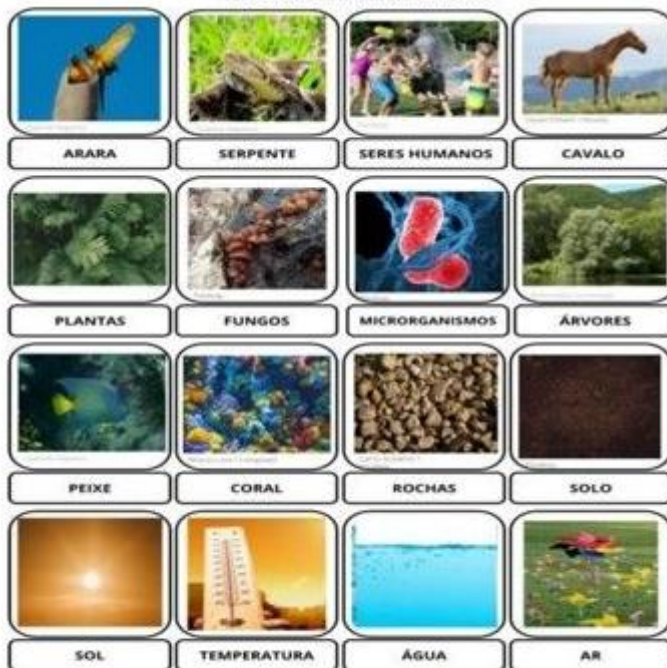 ARARA SERPENTE SERES HUMANOS CAVALO
PLANTAS FUNGOS MICRORGANISMOS ÁRVORES
PEIXE CORAL ROCHAS SOLO
SOL TEMPERATURA ÁGUA AR